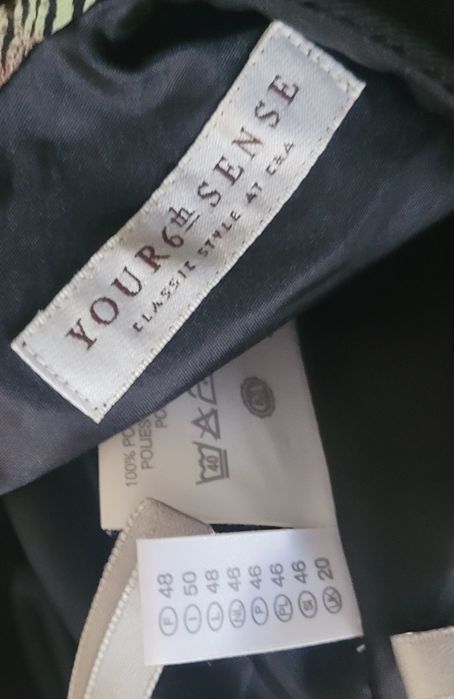 YOUR 6th SENSE
CLASSIC STYLE AT C&A
100% PO
POLIES
PO
40
F 48
I 50
L 48
NL 46
P 46
PL 46
SI 46
UK 20